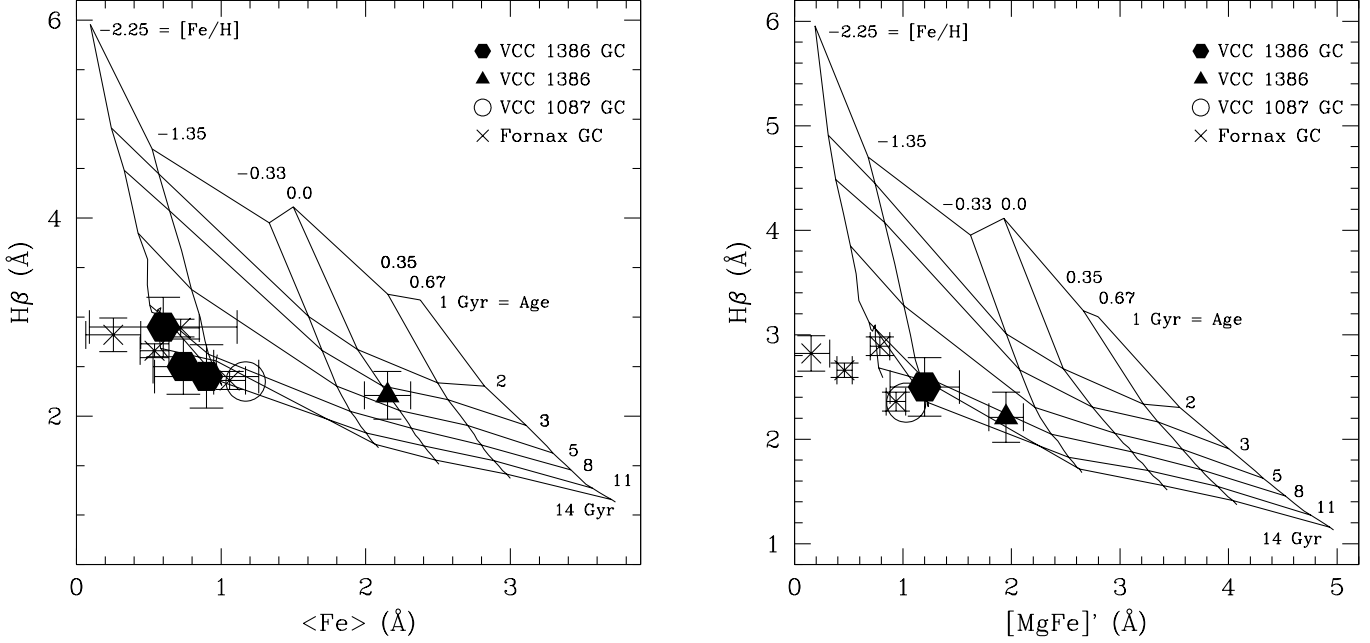 6
−2.25 = [Fe/H]
VCC 1386 GC
VCC 1386
VCC 1087 GC
Fornax GC
−1.35
−0.33
0.0
4
0.35
0.67
1 Gyr = Age
Hβ (Å)
2
2
3
5
8
11
14 Gyr
0
1
2
3
<Fe> (Å)
6
−2.25 = [Fe/H]
VCC 1386 GC
VCC 1386
VCC 1087 GC
Fornax GC
5
−1.35
4
−0.33 0.0
0.35
0.67
1 Gyr = Age
Hβ (Å)
3
2
2
3
5
8
11
14 Gyr
1
0
1
2
3
4
5
[MgFe]' (Å)